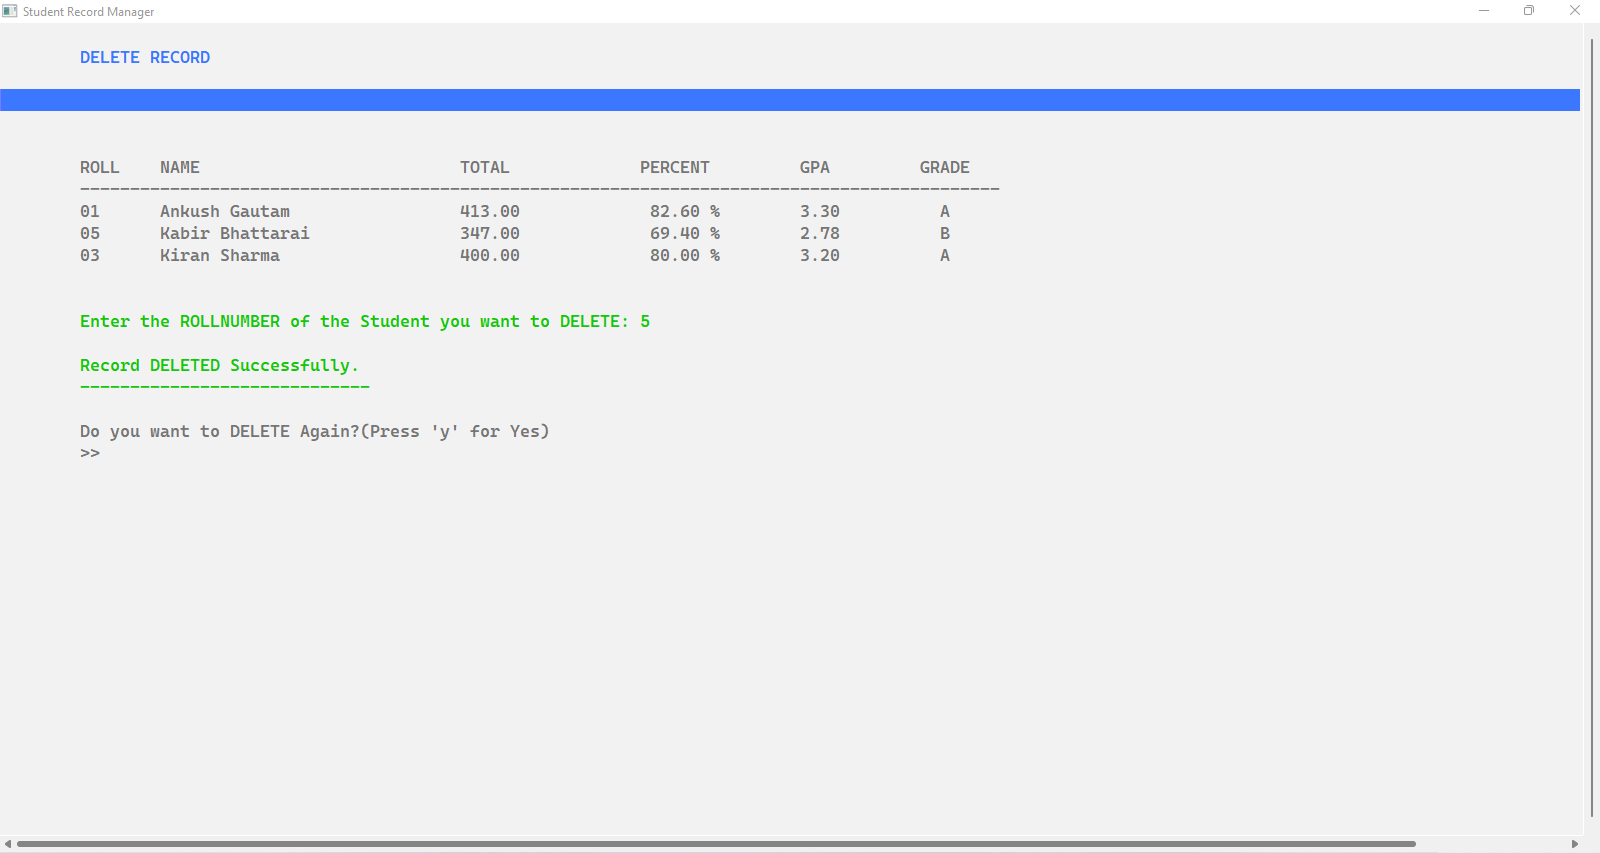 Student Record Manager
DELETE RECORD
ROLL NAME TOTAL PERCENT GPA GRADE
--------------------------------------------------------------------------------------------
01 Ankush Gautam 413.00 82.60 % 3.30 A
05 Kabir Bhattarai 347.00 69.40 % 2.78 B
03 Kiran Sharma 400.00 80.00 % 3.20 A
Enter the ROLLNUMBER of the Student you want to DELETE: 5
Record DELETED Successfully.
-----------------------------
Do you want to DELETE Again?(Press 'y' for Yes)
>>